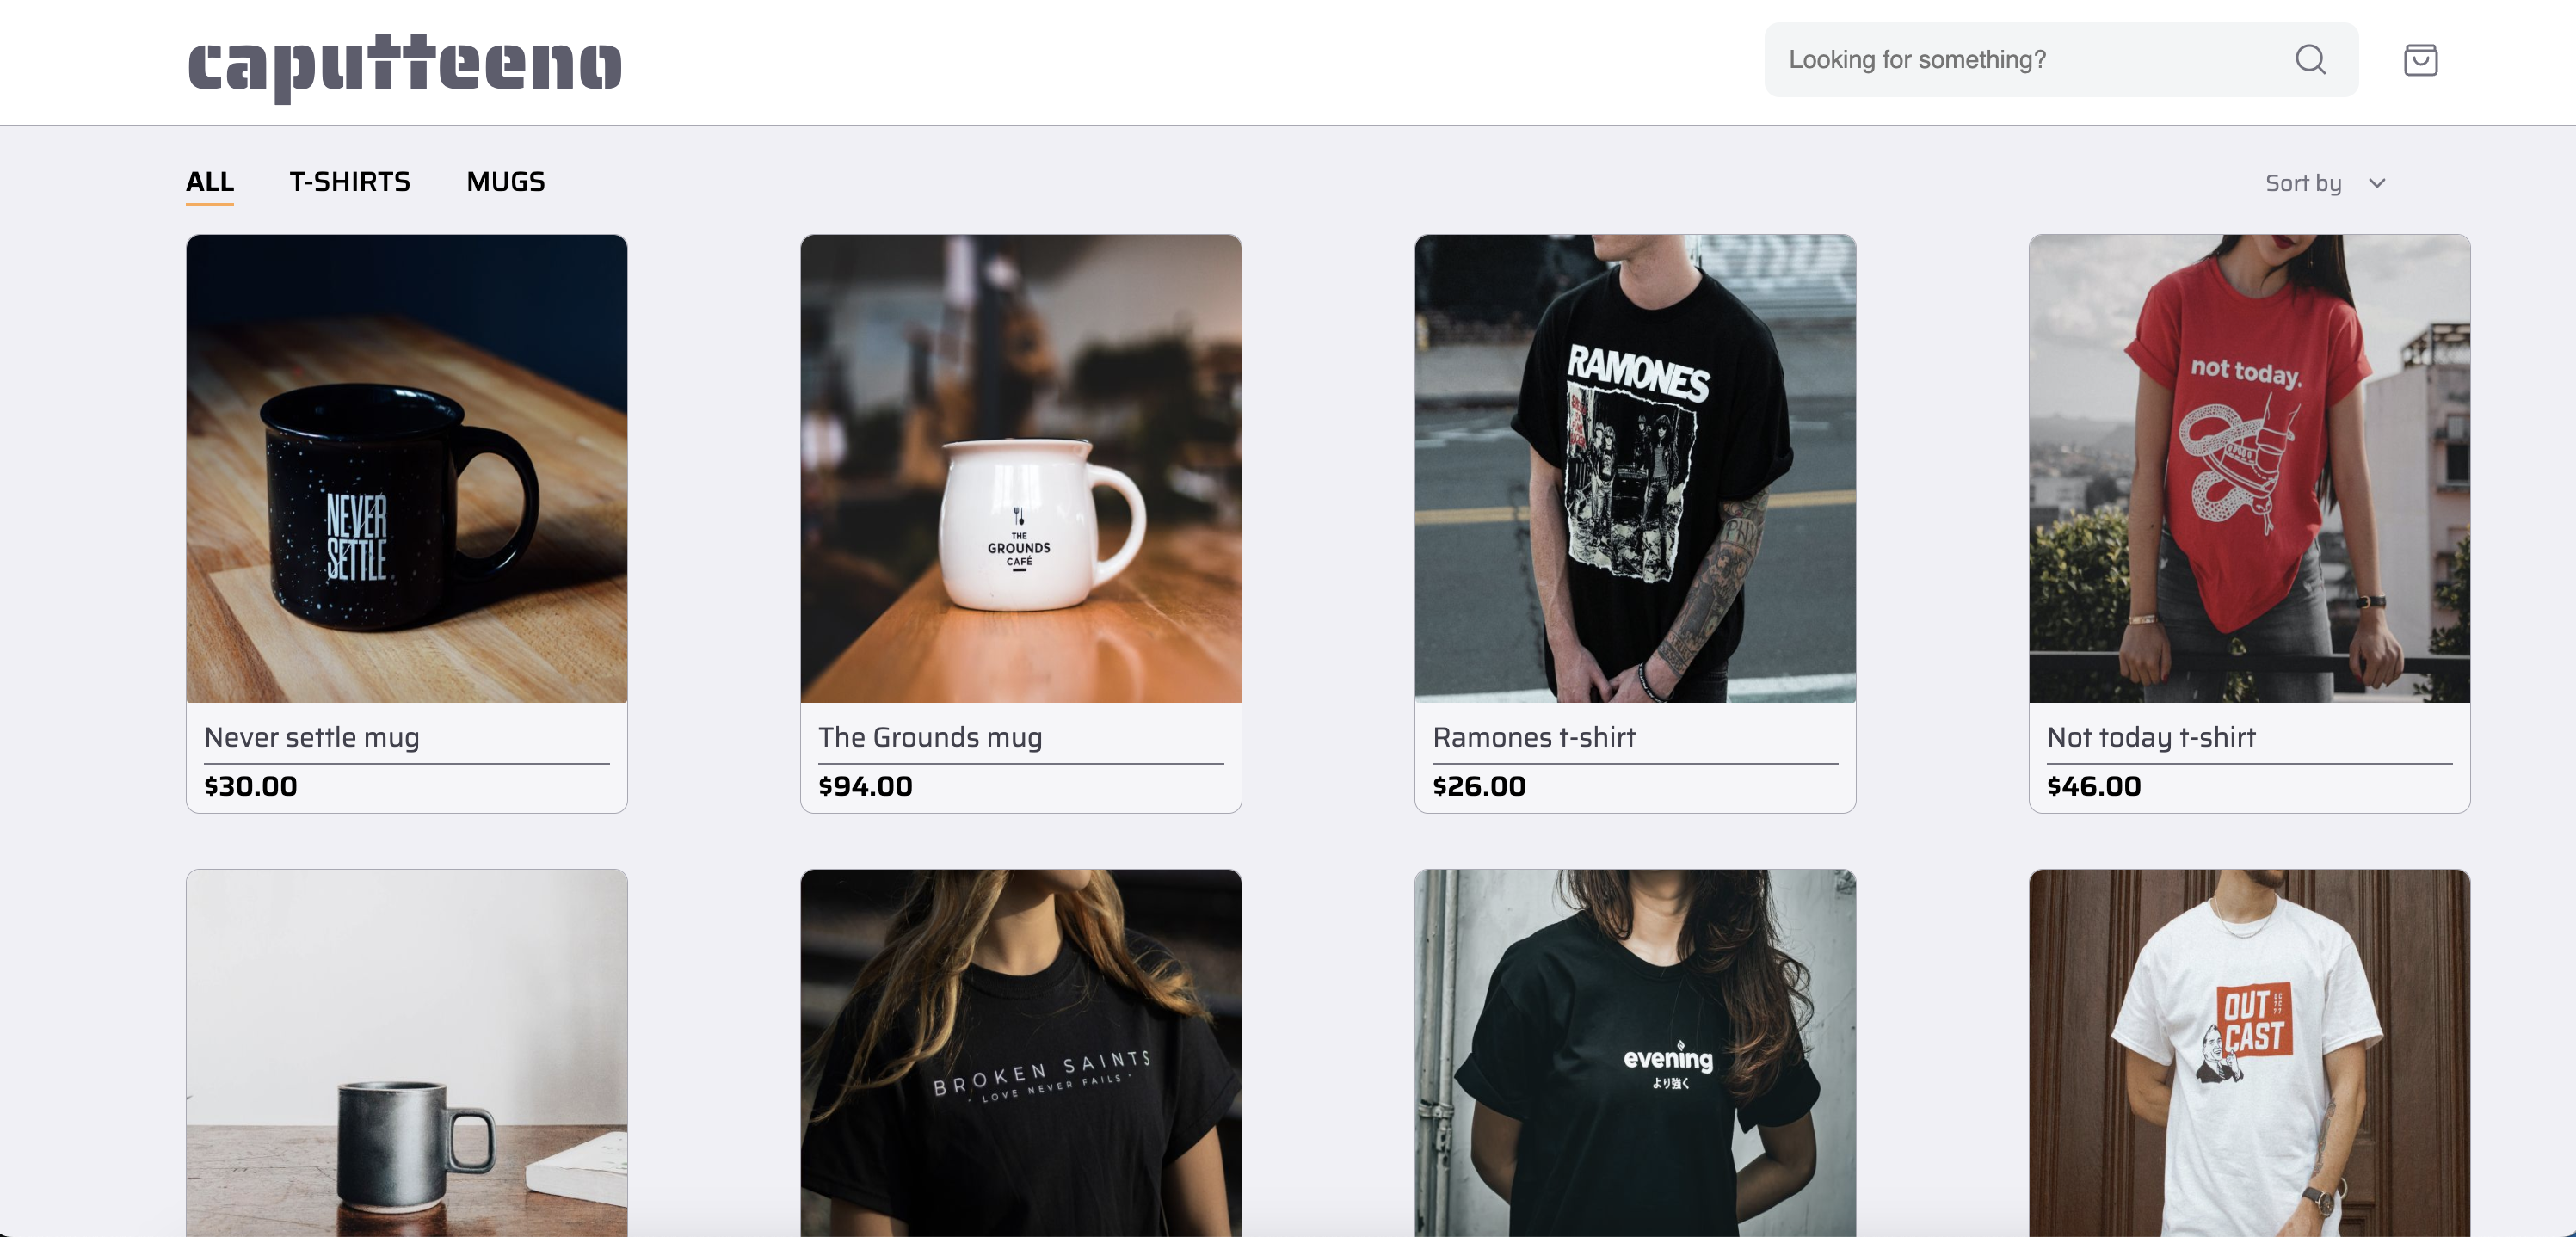 caputteeno
Looking for something?
ALL
T-SHIRTS
MUGS
Sort by
NEVER
SETTLE
THE
GROUNDS
CAFÉ
RAMONES
not today.
Never settle mug
$30.00
The Grounds mug
$94.00
Ramones t-shirt
$26.00
Not today t-shirt
$46.00
BROKEN SAINTS
LOVE NEVER FAILS
evening
より強く
OUT
CAST